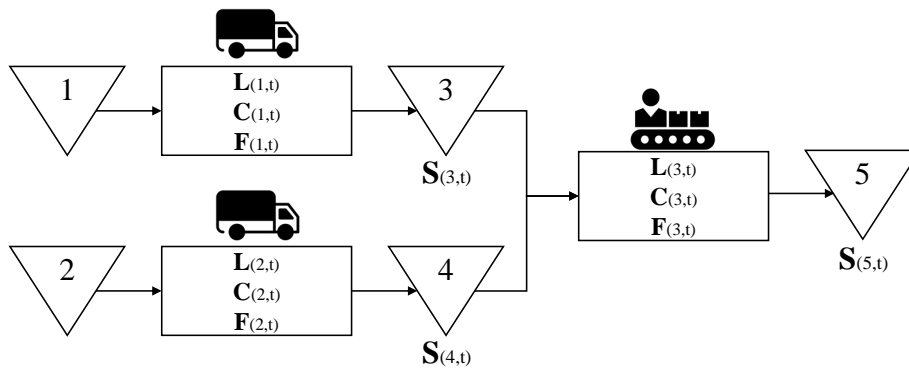 1
L(1,t)
C(1,t)
F(1,t)
3
S(3,t)
2
L(2,t)
C(2,t)
F(2,t)
4
S(4,t)
L(3,t)
C(3,t)
F(3,t)
5
S(5,t)